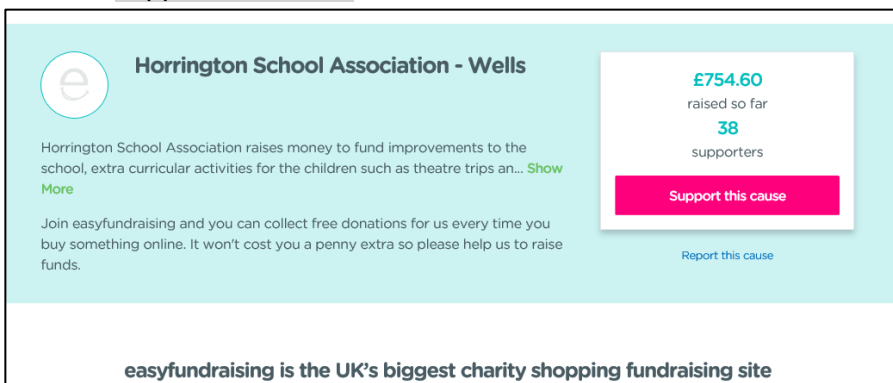 Horrington School Association - Wells
Horrington School Association raises money to fund improvements to the
school, extra curricular activities for the children such as theatre trips an... Show
More
Join easyfundraising and you can collect free donations for us every time you
buy something online. It won't cost you a penny extra so please help us to raise
funds.
£754.60
raised so far
38
supporters
Support this cause
Report this cause
easyfundraising is the UK's biggest charity shopping fundraising site